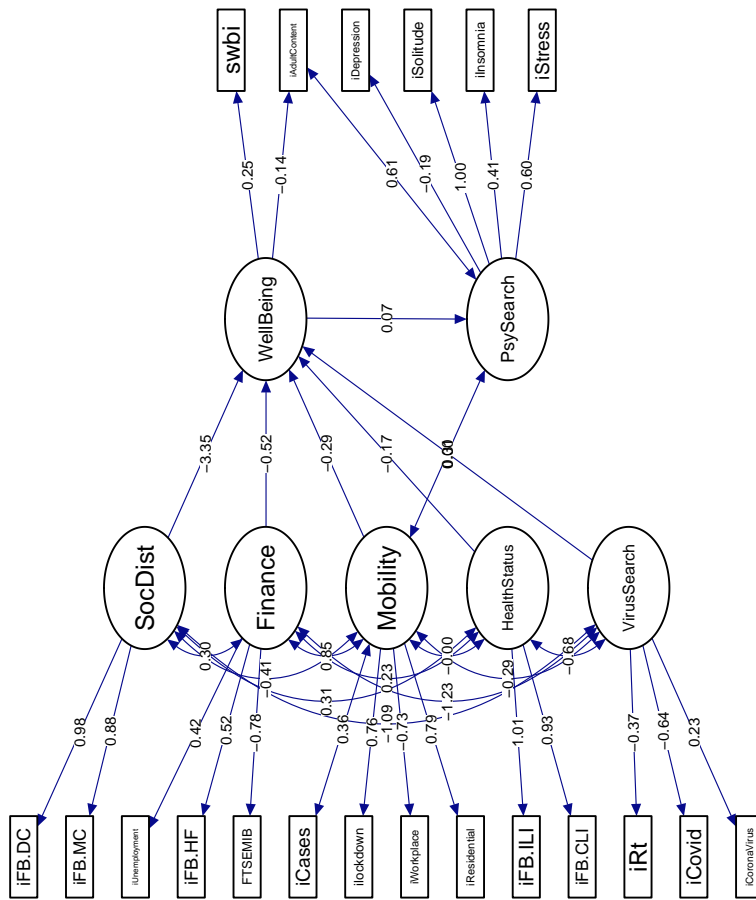 iFB.DC
iFB.MC
iUnemployment
iFB.HF
FTSEMIB
iCases
ilockdown
iWorkplace
iResidential
iFB.ILI
iFB.CLI
iRt
iCovid
iCoronaVirus
0.98
0.88
0.42
0.52
−0.78
0.36
0.76
−0.73
0.79
1.01
0.93
−0.37
−0.64
0.23
0.30
−0.41
0.31
−1.09
0.85
0.23
−1.23
−0.00
−0.29
−0.68
SocDist
Finance
Mobility
HealthStatus
VirusSearch
−3.35
−0.52
−0.29
−0.17
WellBeing
0.07
PsySearch
0.25
−0.14
0.61
−0.19
1.00
0.41
0.60
swbi
iAdultContent
iDepression
iSolitude
iInsomnia
iStress